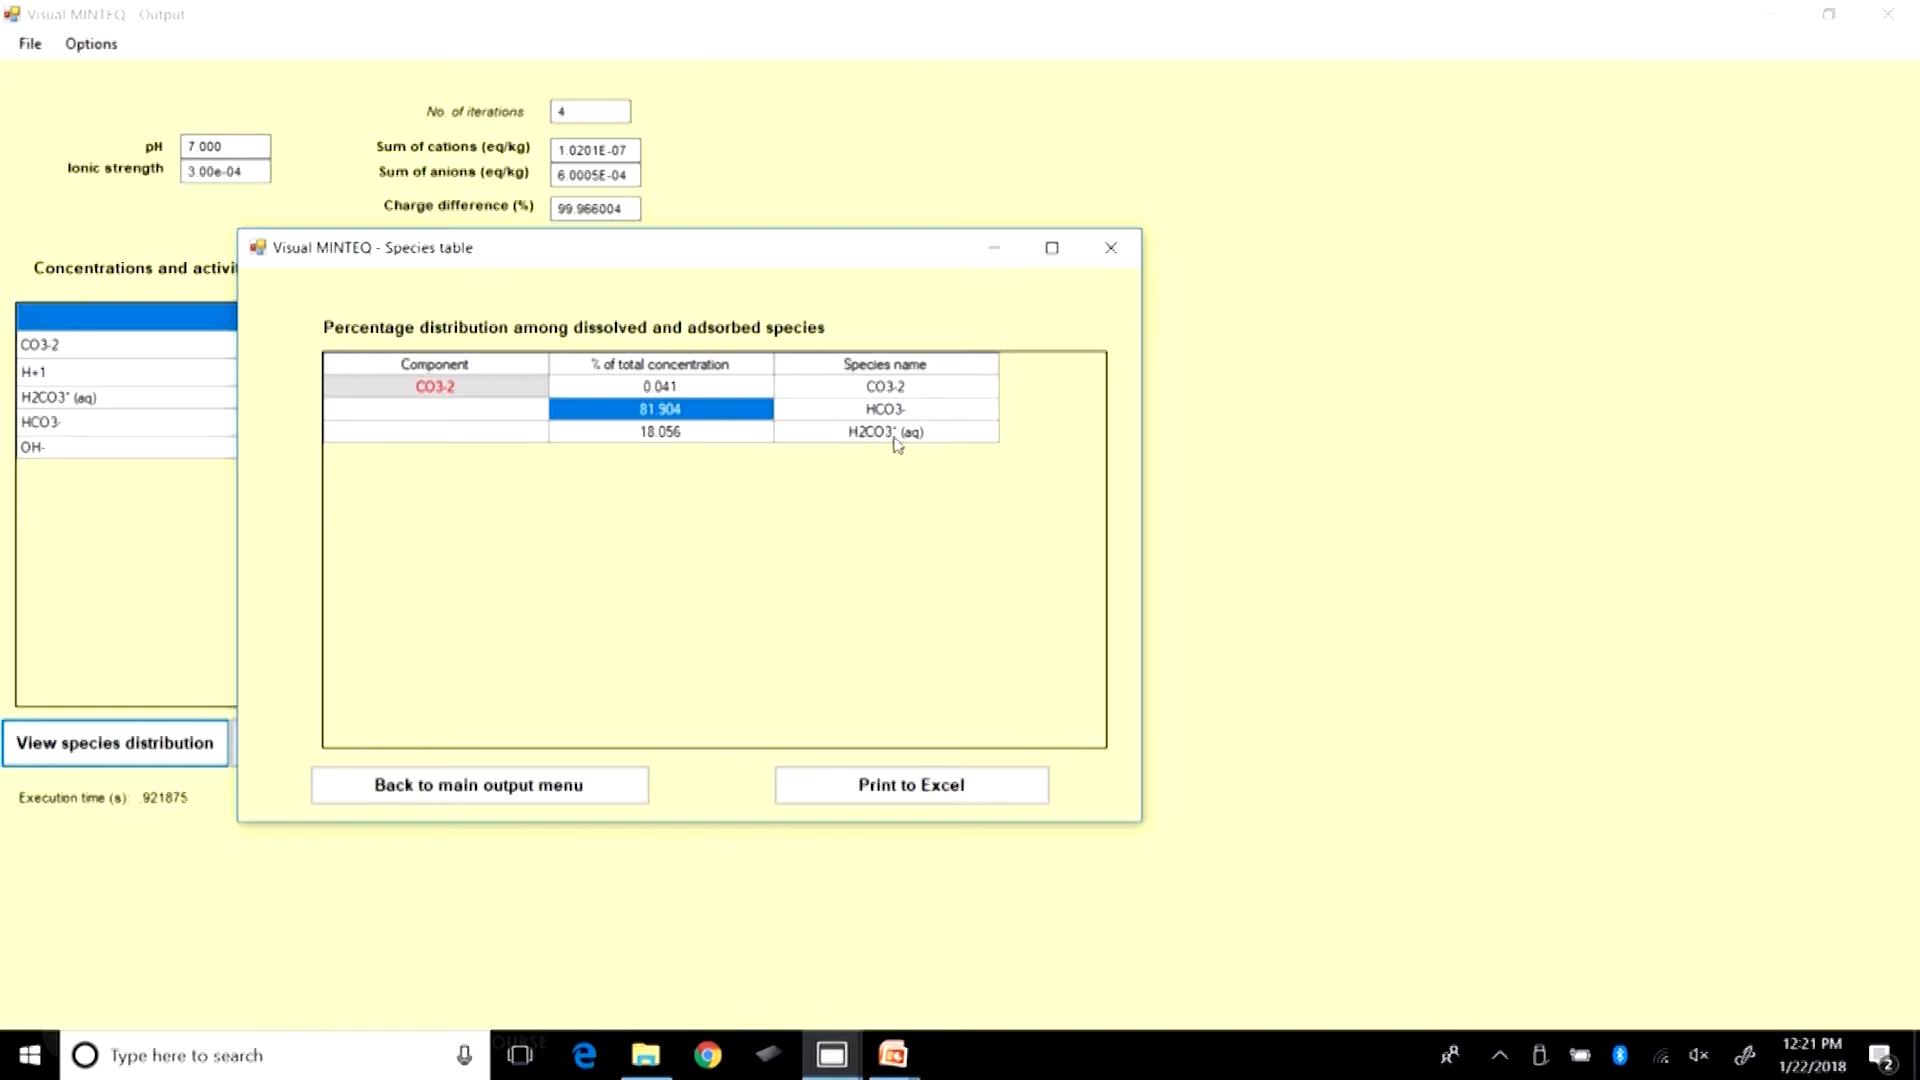 Visual MINTEQ Output
File Options
No. of iterations 4
pH 7.000 Sum of cations (eq/kg) 1.0201E-07
Ionic strength 3.00e-04 Sum of anions (eq/kg) 6.0005E-04
Charge difference (%) 99.966004
Visual MINTEQ - Species table
Concentrations and activit
Percentage distribution among dissolved and adsorbed species
Component % of total concentration Species name
CO3-2 0.041 CO3-2
81.904 HCO3-
18.056 H2CO3* (aq)
CO3-2
H+1
H2CO3* (aq)
HCO3-
OH-
View species distribution
Back to main output menu Print to Excel
Execution time (s): .921875
Type here to search
12:21 PM
1/22/2018
2